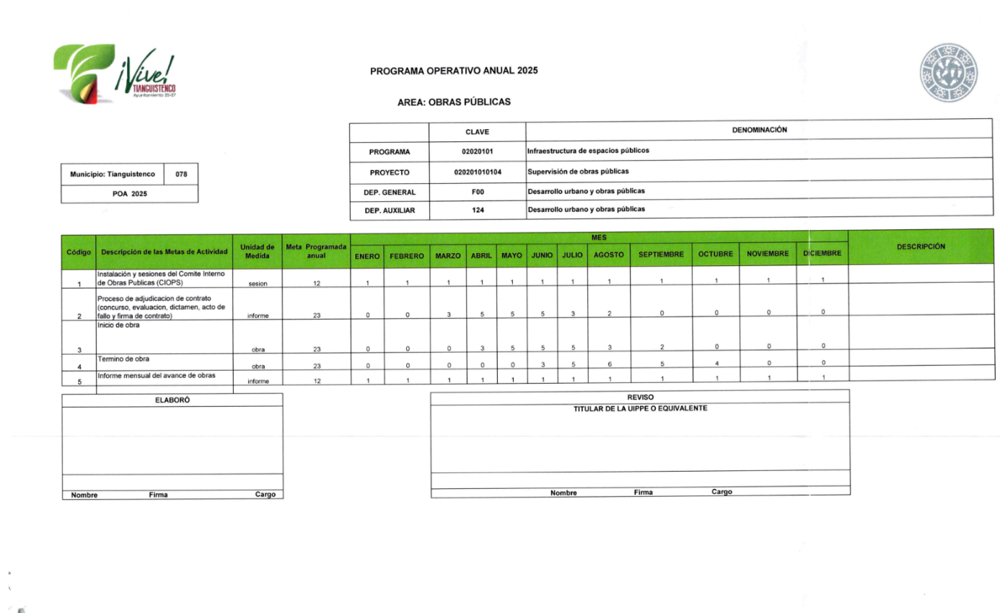 ¡Vive!
TIANGUISTENCO
Ayuntamiento 25-27
PROGRAMA OPERATIVO ANUAL 2025
AREA: OBRAS PÚBLICAS
CLAVE DENOMINACIÓN
PROGRAMA 02020101 Infraestructura de espacios públicos
PROYECTO 020201010104 Supervisión de obras públicas
DEP. GENERAL F00 Desarrollo urbano y obras públicas
DEP. AUXILIAR 124 Desarrollo urbano y obras públicas
Municipio: Tianguistenco 078
POA 2025
Código Descripción de las Metas de Actividad Unidad de Medida Meta Programada anual MES DESCRIPCIÓN
ENERO FEBRERO MARZO ABRIL MAYO JUNIO JULIO AGOSTO SEPTIEMBRE OCTUBRE NOVIEMBRE DICIEMBRE
Instalación y sesiones del Comite Interno
1 de Obras Publicas (CIOPS) sesion 12 1 1 1 1 1 1 1 1 1 1 1 1
Proceso de adjudicacion de contrato
(concurso, evaluacion, dictamen, acto de
2 fallo y firma de contrato) informe 23 0 0 3 5 5 5 3 2 0 0 0 0
Inicio de obra
3 obra 23 0 0 0 3 5 5 5 3 2 0 0 0
Termino de obra
4 obra 23 0 0 0 0 0 3 5 6 5 4 0 0
Informe mensual del avance de obras
5 informe 12 1 1 1 1 1 1 1 1 1 1 1 1
ELABORÓ
Nombre Firma Cargo
REVISO
TITULAR DE LA UIPPE O EQUIVALENTE
Nombre Firma Cargo